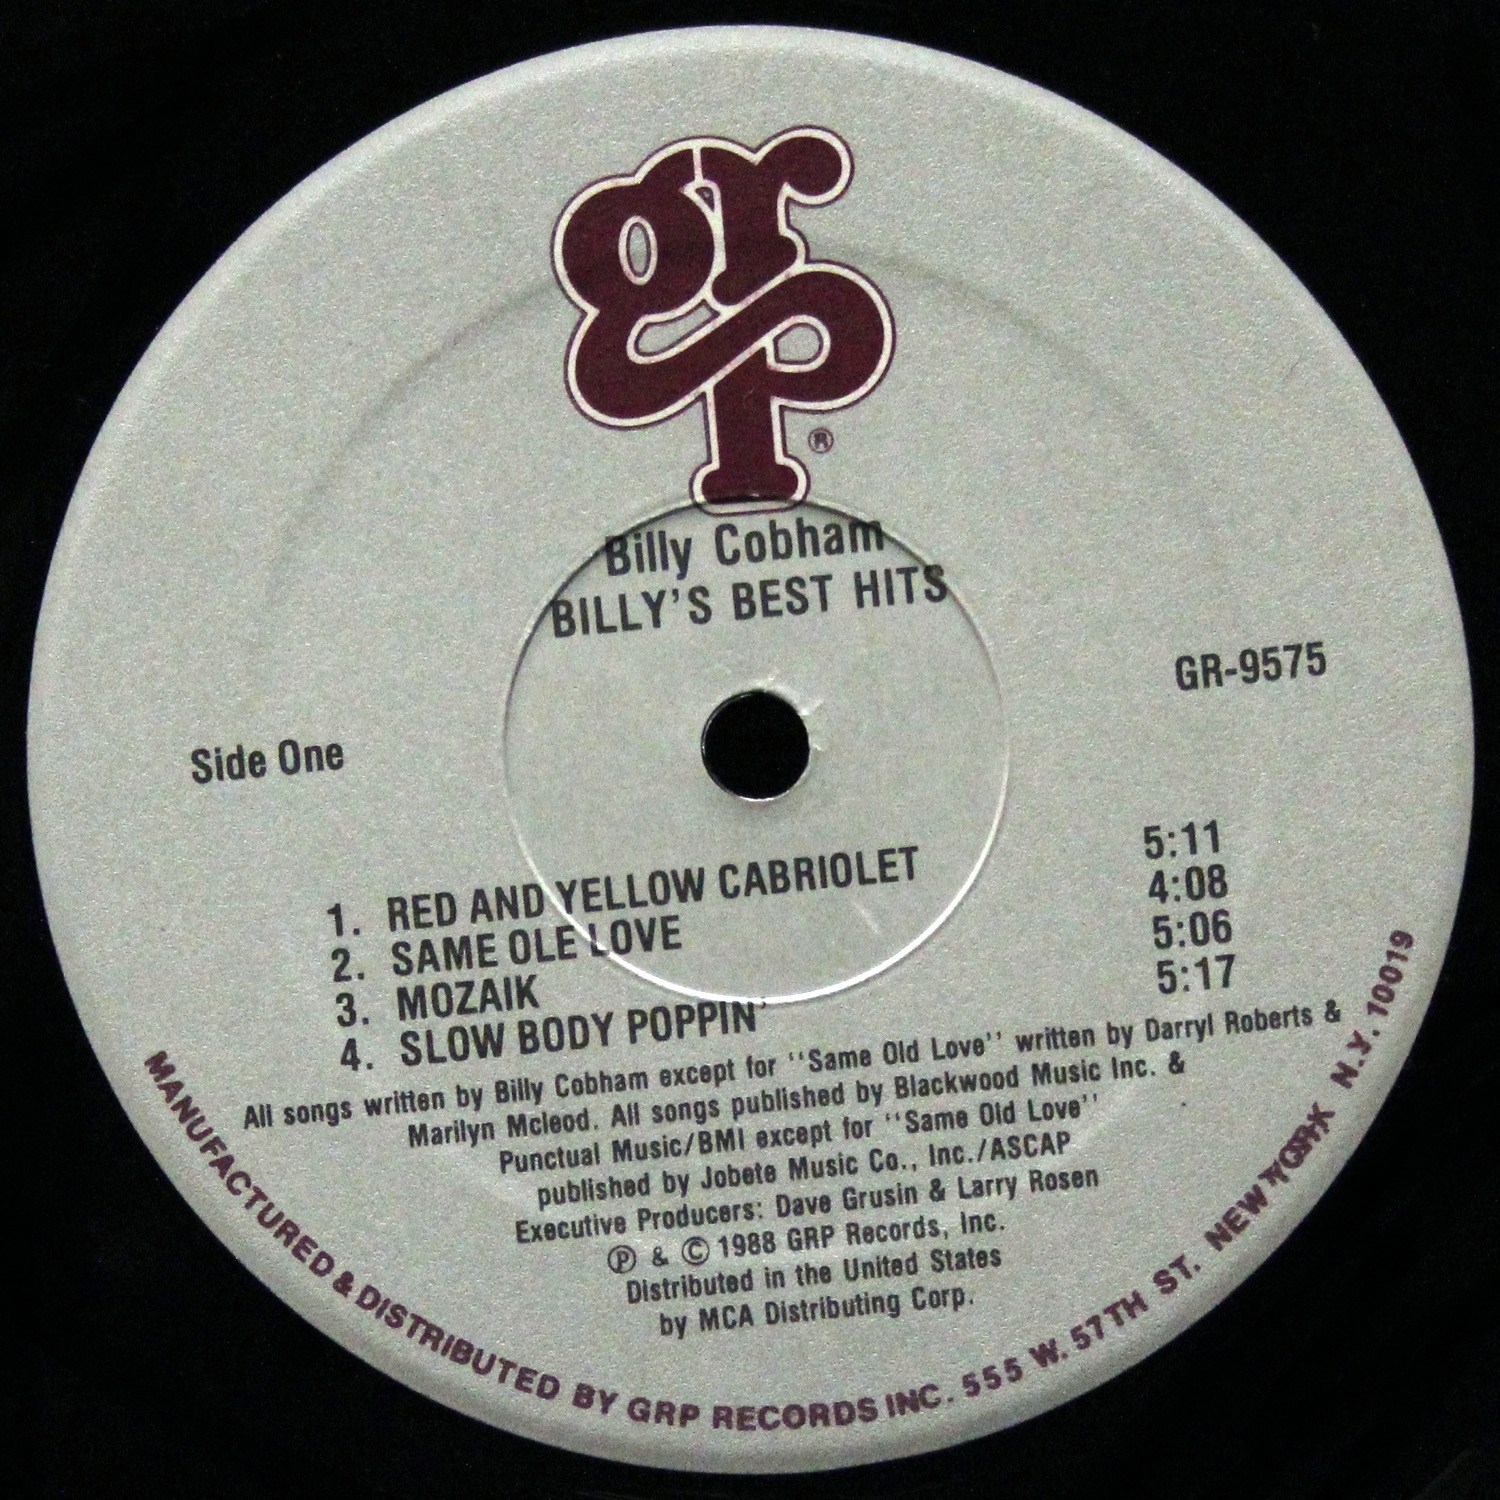 grp®
Billy Cobham
BILLY'S BEST HITS
GR-9575
Side One
1. RED AND YELLOW CABRIOLET 5:11
2. SAME OLE LOVE 4:08
3. MOZAIK 5:06
4. SLOW BODY POPPIN' 5:17
All songs written by Billy Cobham except for "Same Old Love" written by Darryl Roberts &
Marilyn Mcleod. All songs published by Blackwood Music Inc. &
Punctual Music/BMI except for "Same Old Love"
published by Jobete Music Co., Inc./ASCAP
Executive Producers: Dave Grusin & Larry Rosen
Ⓟ & © 1988 GRP Records, Inc.
Distributed in the United States
by MCA Distributing Corp.
MANUFACTURED & DISTRIBUTED BY GRP RECORDS INC. 555 W. 57TH ST. NEW YORK N.Y. 10019